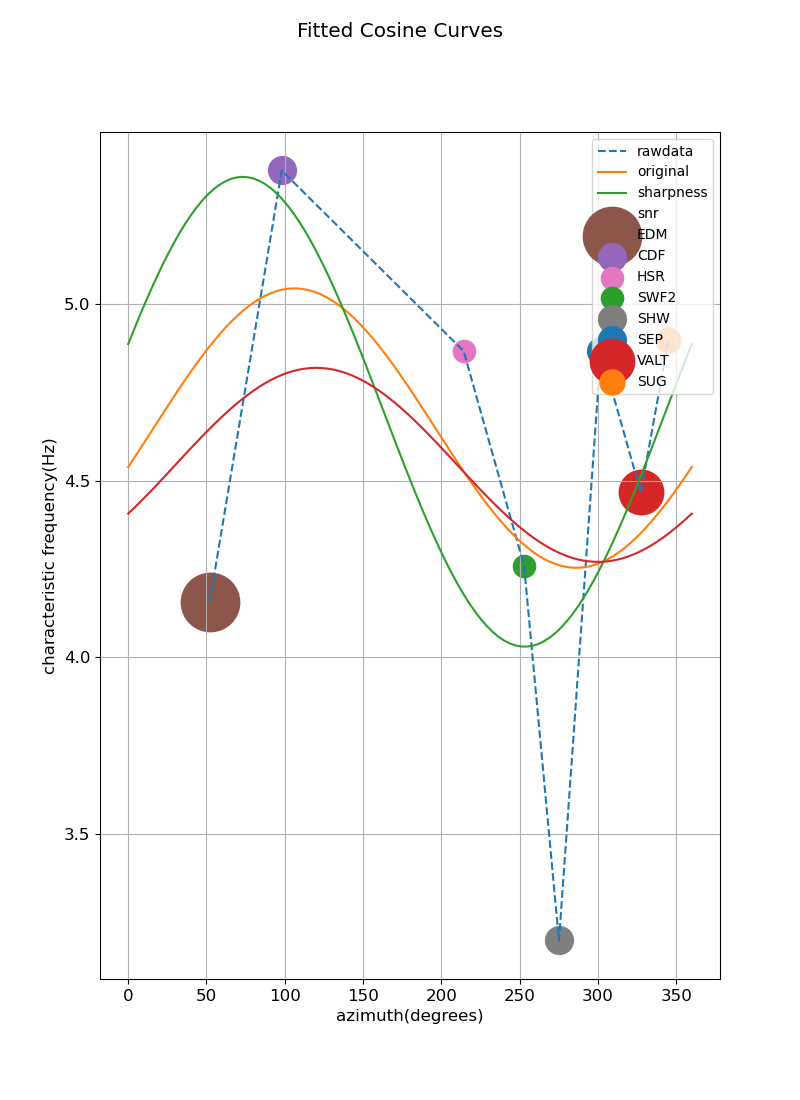 Fitted Cosine Curves
rawdata
original
sharpness
snr
EDM
CDF
HSR
SWF2
SHW
SEP
VALT
SUG
characteristic frequency(Hz)
5.0
4.5
4.0
3.5
0 50 100 150 200 250 300 350
azimuth(degrees)